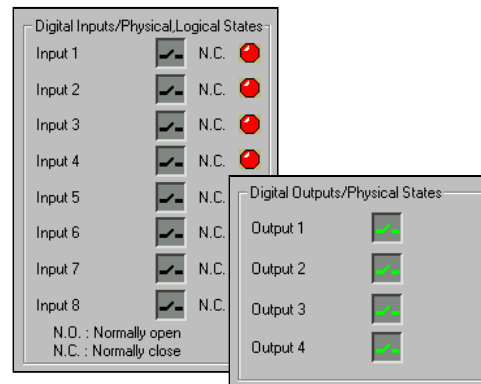 Digital Inputs/Physical,Logical States
Input 1 N.C.
Input 2 N.C.
Input 3 N.C.
Input 4 N.C.
Input 5 N.C.
Input 6 N.C.
Input 7 N.C.
Input 8 N.C.
N.O. : Normally open
N.C. : Normally close
Digital Outputs/Physical States
Output 1
Output 2
Output 3
Output 4